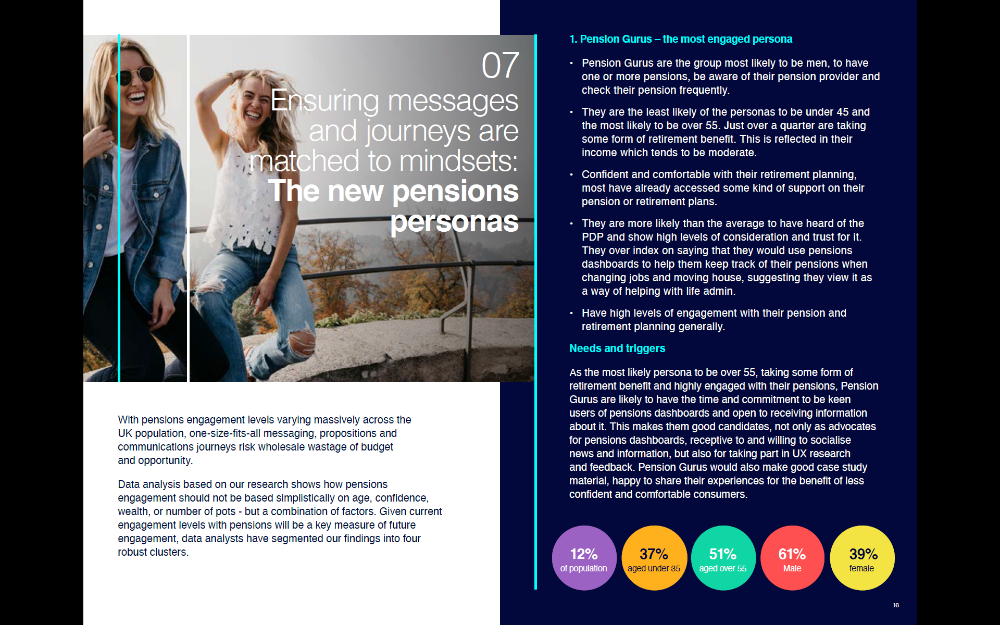 07
Ensuring messages
and journeys are
matched to mindsets:
The new pensions
personas
With pensions engagement levels varying massively across the
UK population, one-size-fits-all messaging, propositions and
communications journeys risk wholesale wastage of budget
and opportunity.
Data analysis based on our research shows how pensions
engagement should not be based simplistically on age, confidence,
wealth, or number of pots - but a combination of factors. Given current
engagement levels with pensions will be a key measure of future
engagement, data analysts have segmented our findings into four
robust clusters.
1. Pension Gurus – the most engaged persona
• Pension Gurus are the group most likely to be men, to have
one or more pensions, be aware of their pension provider and
check their pension frequently.
• They are the least likely of the personas to be under 45 and
the most likely to be over 55. Just over a quarter are taking
some form of retirement benefit. This is reflected in their
income which tends to be moderate.
• Confident and comfortable with their retirement planning,
most have already accessed some kind of support on their
pension or retirement plans.
• They are more likely than the average to have heard of the
PDP and show high levels of consideration and trust for it.
They over index on saying that they would use pensions
dashboards to help them keep track of their pensions when
changing jobs and moving house, suggesting they view it as
a way of helping with life admin.
• Have high levels of engagement with their pension and
retirement planning generally.
Needs and triggers
As the most likely persona to be over 55, taking some form of
retirement benefit and highly engaged with their pensions, Pension
Gurus are likely to have the time and commitment to be keen
users of pensions dashboards and open to receiving information
about it. This makes them good candidates, not only as advocates
for pensions dashboards, receptive to and willing to socialise
news and information, but also for taking part in UX research
and feedback. Pension Gurus would also make good case study
material, happy to share their experiences for the benefit of less
confident and comfortable consumers.
12%
of population
37%
aged under 35
51%
aged over 55
61%
Male
39%
female
16